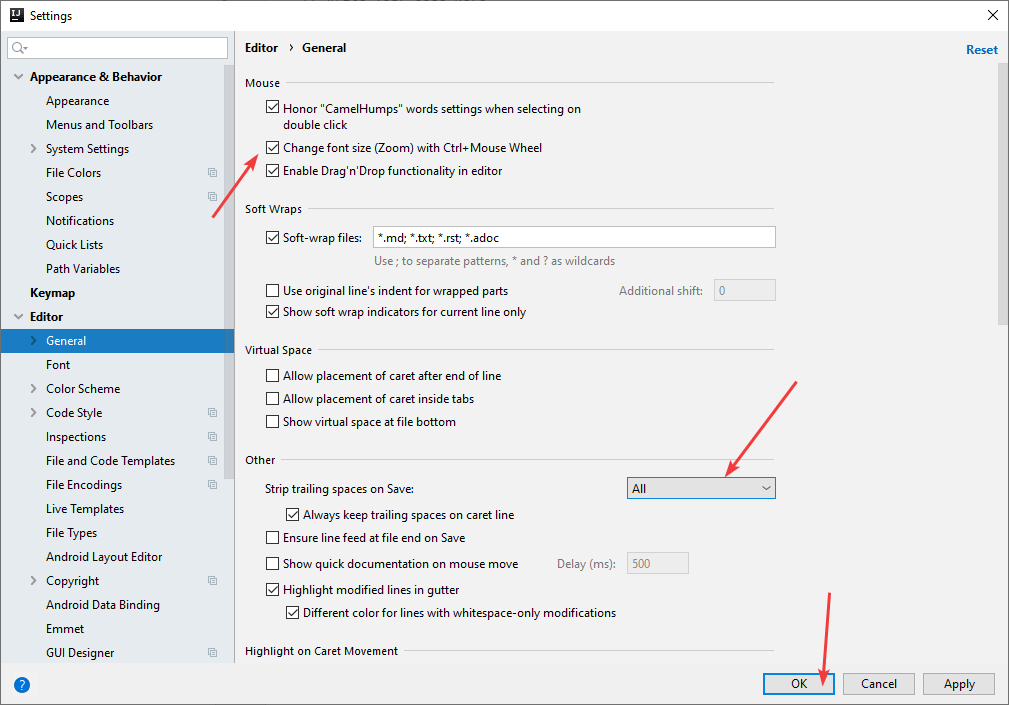 IJ Settings
Editor › General
Reset
Appearance & Behavior
Appearance
Menus and Toolbars
System Settings
File Colors
Scopes
Notifications
Quick Lists
Path Variables
Keymap
Editor
General
Font
Color Scheme
Code Style
Inspections
File and Code Templates
File Encodings
Live Templates
File Types
Android Layout Editor
Copyright
Android Data Binding
Emmet
GUI Designer
Mouse
Honor "CamelHumps" words settings when selecting on
double click
Change font size (Zoom) with Ctrl+Mouse Wheel
Enable Drag'n'Drop functionality in editor
Soft Wraps
Soft-wrap files: *.md; *.txt; *.rst; *.adoc
Use ; to separate patterns, * and ? as wildcards
Use original line's indent for wrapped parts Additional shift: 0
Show soft wrap indicators for current line only
Virtual Space
Allow placement of caret after end of line
Allow placement of caret inside tabs
Show virtual space at file bottom
Other
Strip trailing spaces on Save: All
Always keep trailing spaces on caret line
Ensure line feed at file end on Save
Show quick documentation on mouse move Delay (ms): 500
Highlight modified lines in gutter
Different color for lines with whitespace-only modifications
Highlight on Caret Movement
? OK Cancel Apply